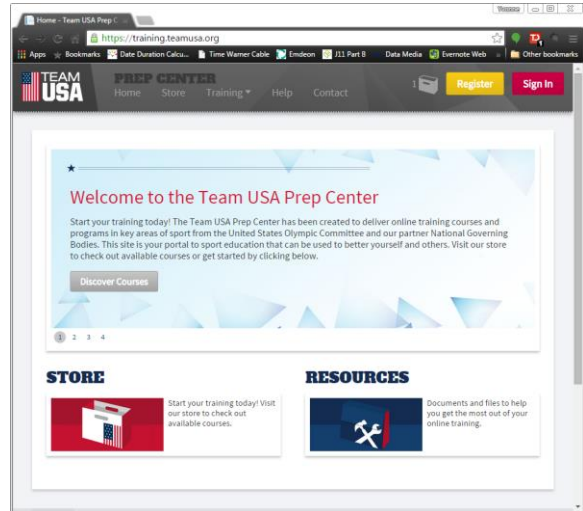 Home - Team USA Prep C
https://training.teamusa.org
Apps Bookmarks Date Duration Calcu... Time Warner Cable Emdeon J11 Part B Data Media Evernote Web » Other bookmarks
TEAM
USA
PREP CENTER
Home Store Training Help Contact
1
Register
Sign In
Welcome to the Team USA Prep Center
Start your training today! The Team USA Prep Center has been created to deliver online training courses and
programs in key areas of sport from the United States Olympic Committee and our partner National Governing
Bodies. This site is your portal to sport education that can be used to better yourself and others. Visit our store
to check out available courses or get started by clicking below.
Discover Courses
1 2 3 4
STORE
Start your training today! Visit
our store to check out
available courses.
RESOURCES
Documents and files to help
you get the most out of your
online training.